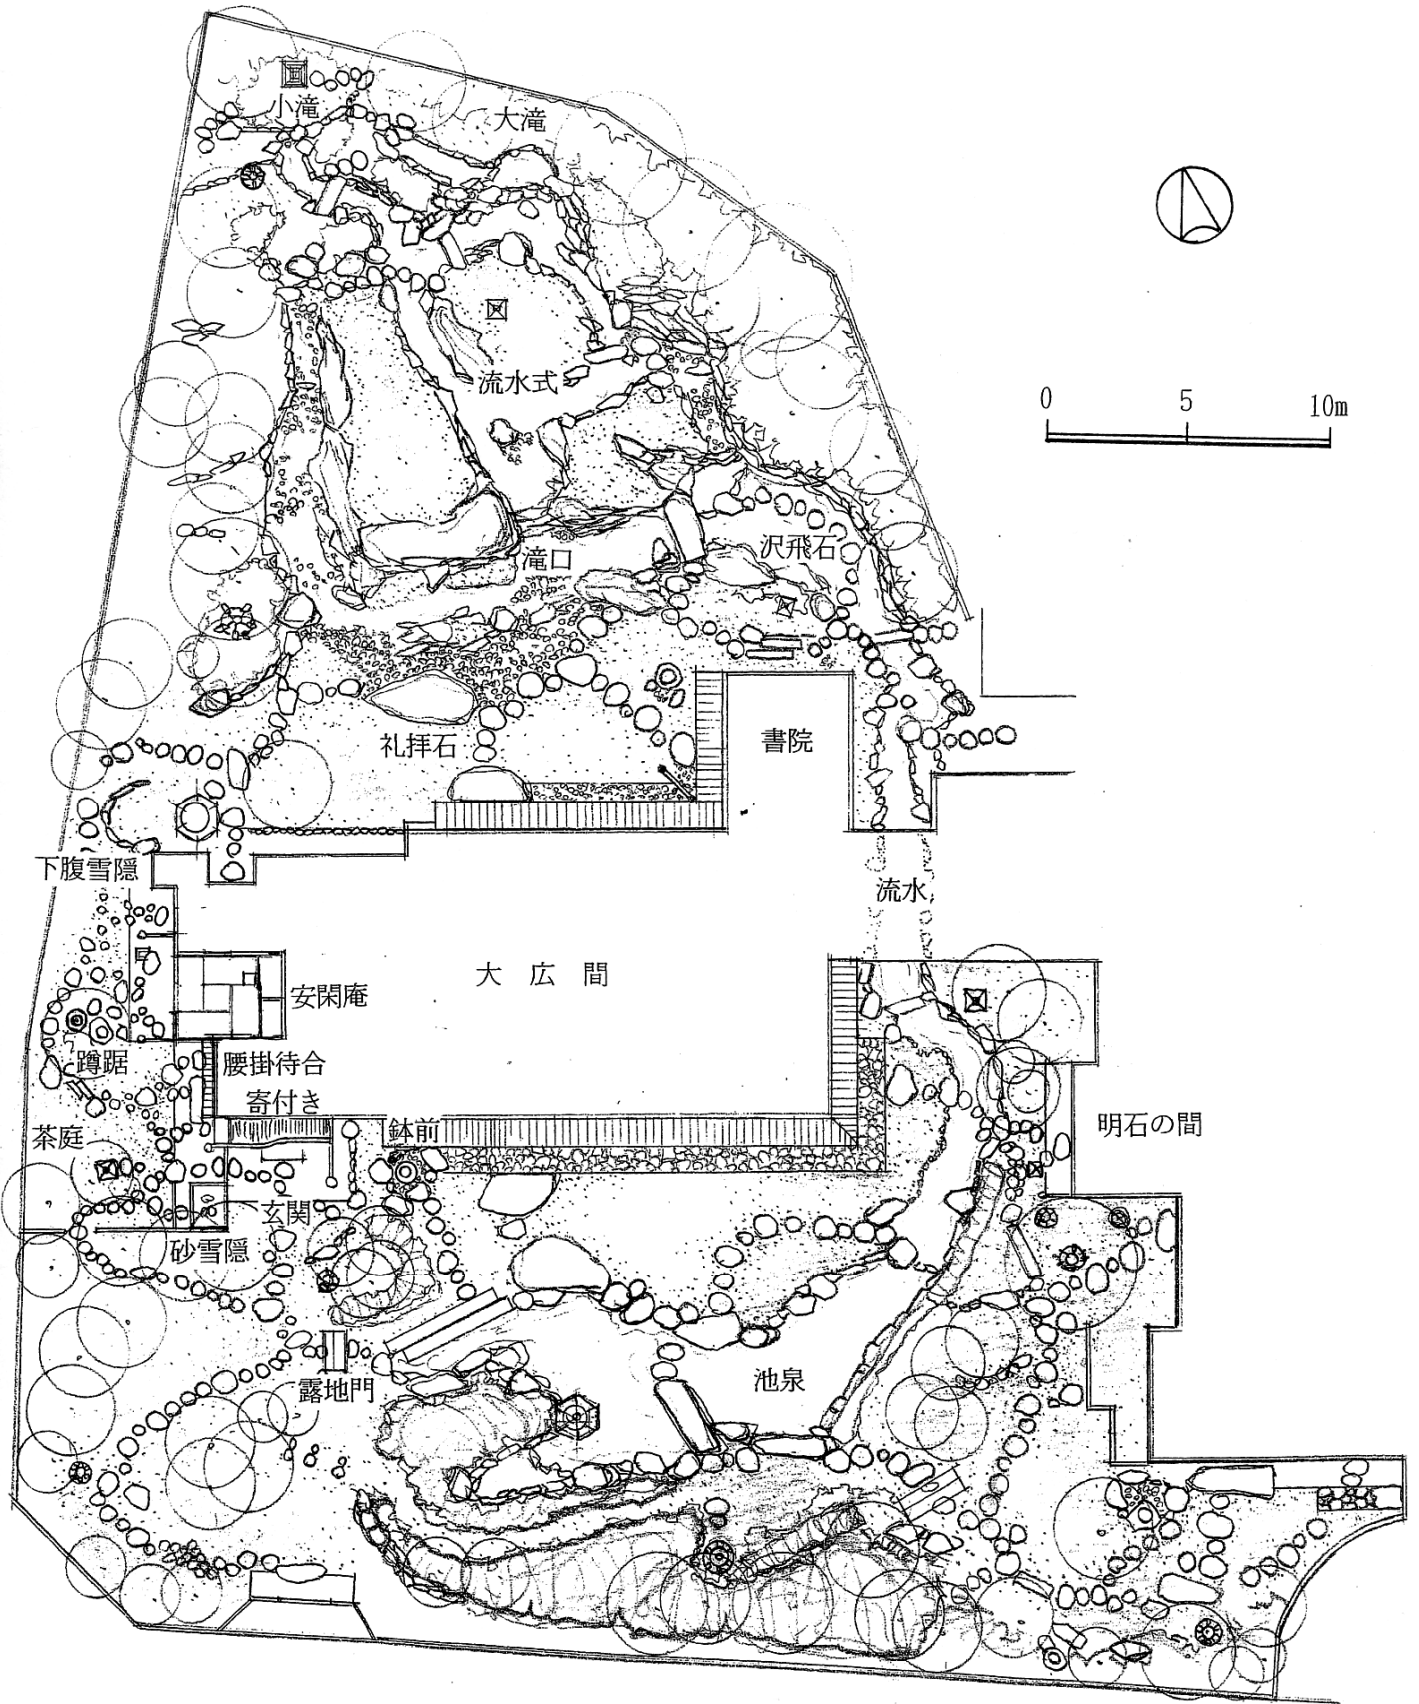 小滝
大滝
0 5 10m
流水式
滝口
沢飛石
礼拝石
書院
下腹雪隠
流水
大広間
安閑庵
蹲踞
腰掛待合
寄付き
茶庭
鉢前
明石の間
玄関
砂雪隠
露地門
池泉